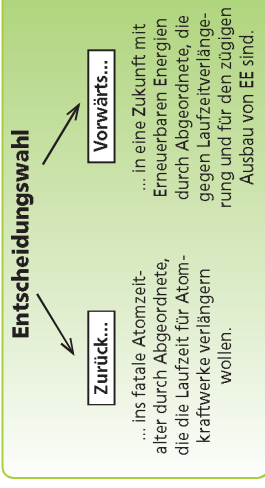 Entscheidungswahl
Zurück...
... ins fatale Atomzeit-
alter durch Abgeordnete,
die die Laufzeit für Atom-
kraftwerke verlängern
wollen.
Vorwärts...
... in eine Zukunft mit
Erneuerbaren Energien
durch Abgeordnete, die
gegen Laufzeitverlänge-
rung und für den zügigen
Ausbau von EE sind.